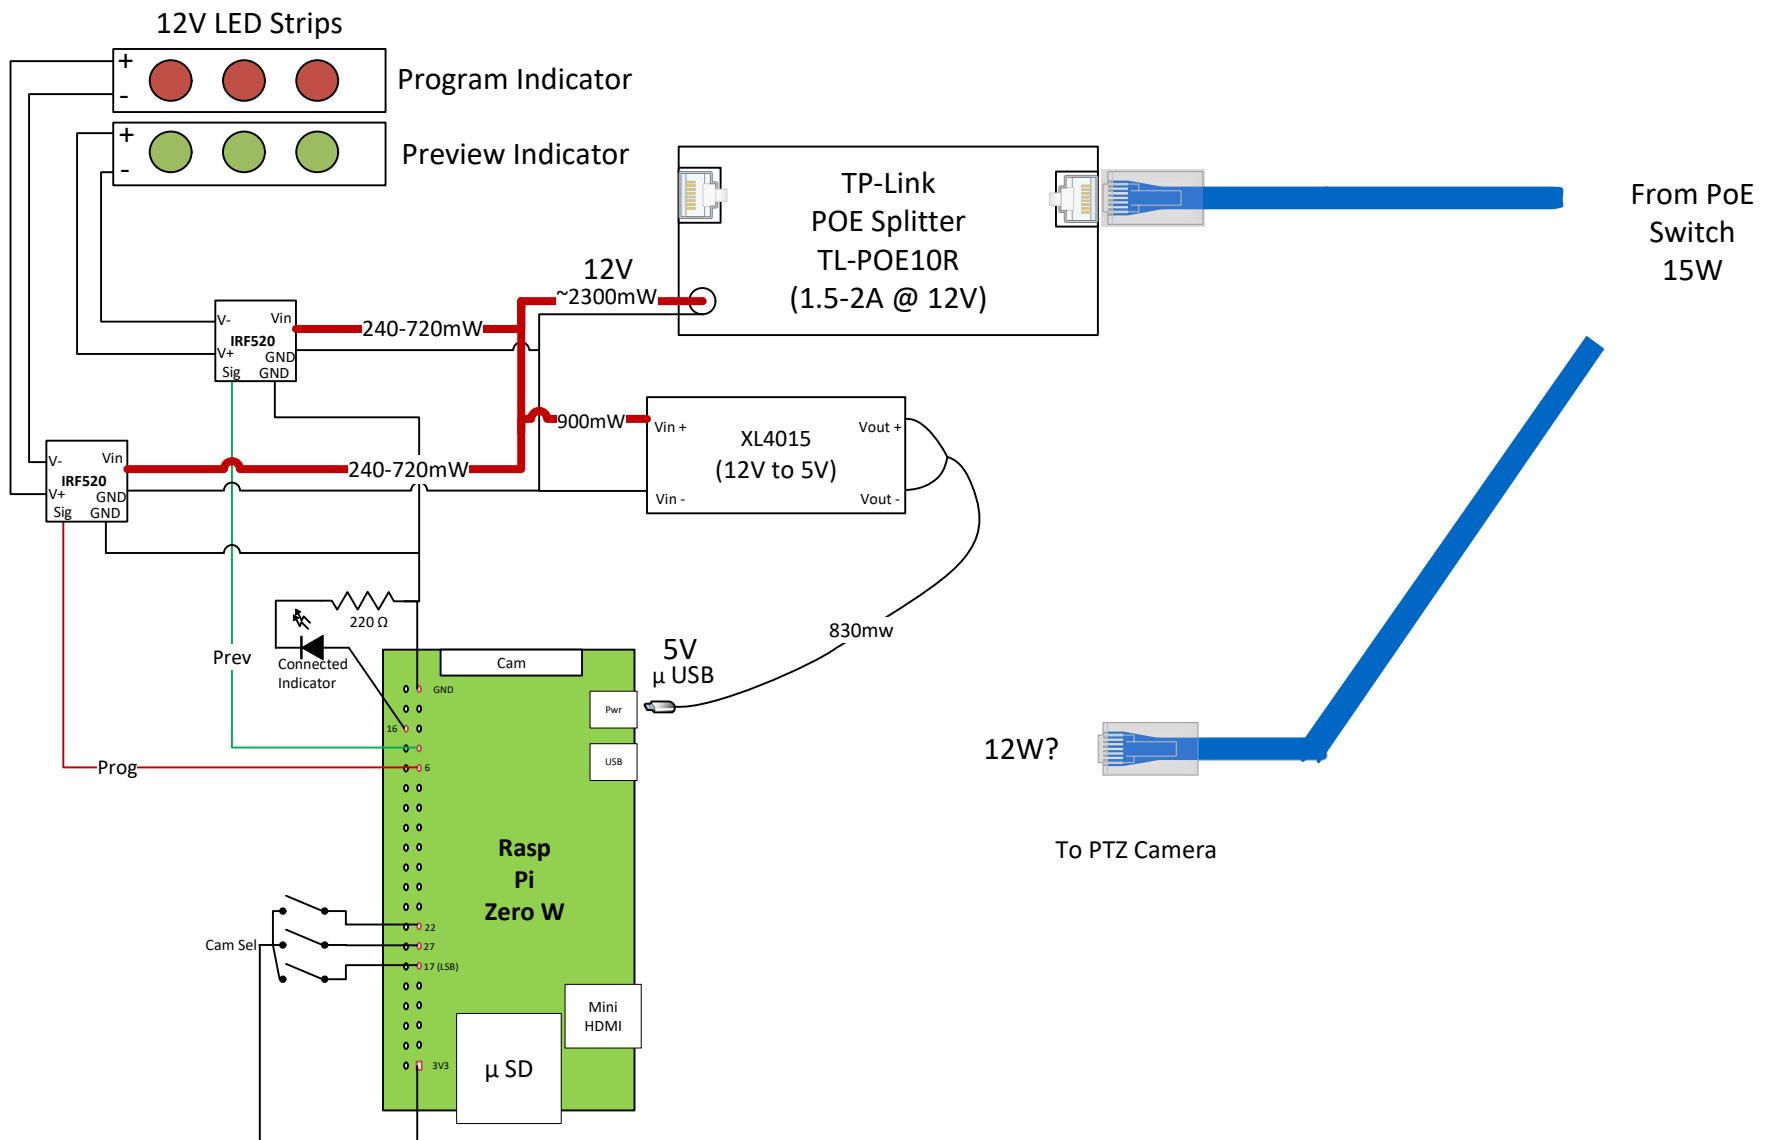 12V LED Strips
+
-
Program Indicator
+
-
Preview Indicator
TP-Link
POE Splitter
TL-POE10R
(1.5-2A @ 12V)
From PoE
Switch
15W
12V
~2300mW
V-
Vin
IRF520
V+
GND
Sig
GND
240-720mW
900mW
Vin +
XL4015
(12V to 5V)
Vout +
Vin -
Vout -
V-
Vin
IRF520
V+
GND
Sig
GND
240-720mW
220 Ω
Connected
Indicator
Prev
Prog
830mw
5V
µ USB
Cam
GND
Pwr
16
USB
6
12W?
To PTZ Camera
Rasp
Pi
Zero W
Cam Sel
22
27
17 (LSB)
Mini
HDMI
3V3
µ SD